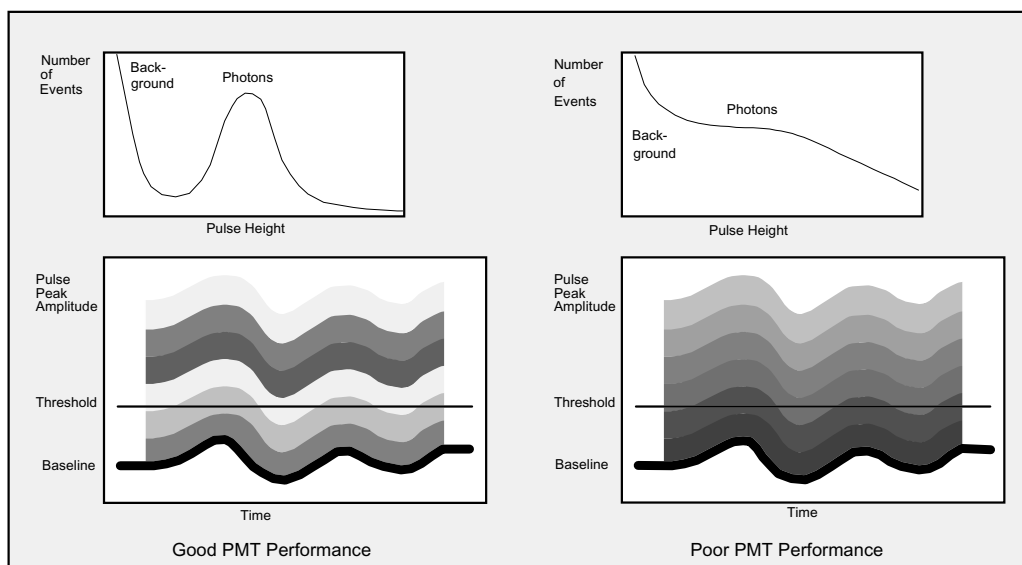 Number
of
Events
Back-
ground
Photons
Pulse Height
Number
of
Events
Photons
Back-
ground
Pulse Height
Pulse
Peak
Amplitude
Threshold
Baseline
Time
Good PMT Performance
Pulse
Peak
Amplitude
Threshold
Baseline
Time
Poor PMT Performance